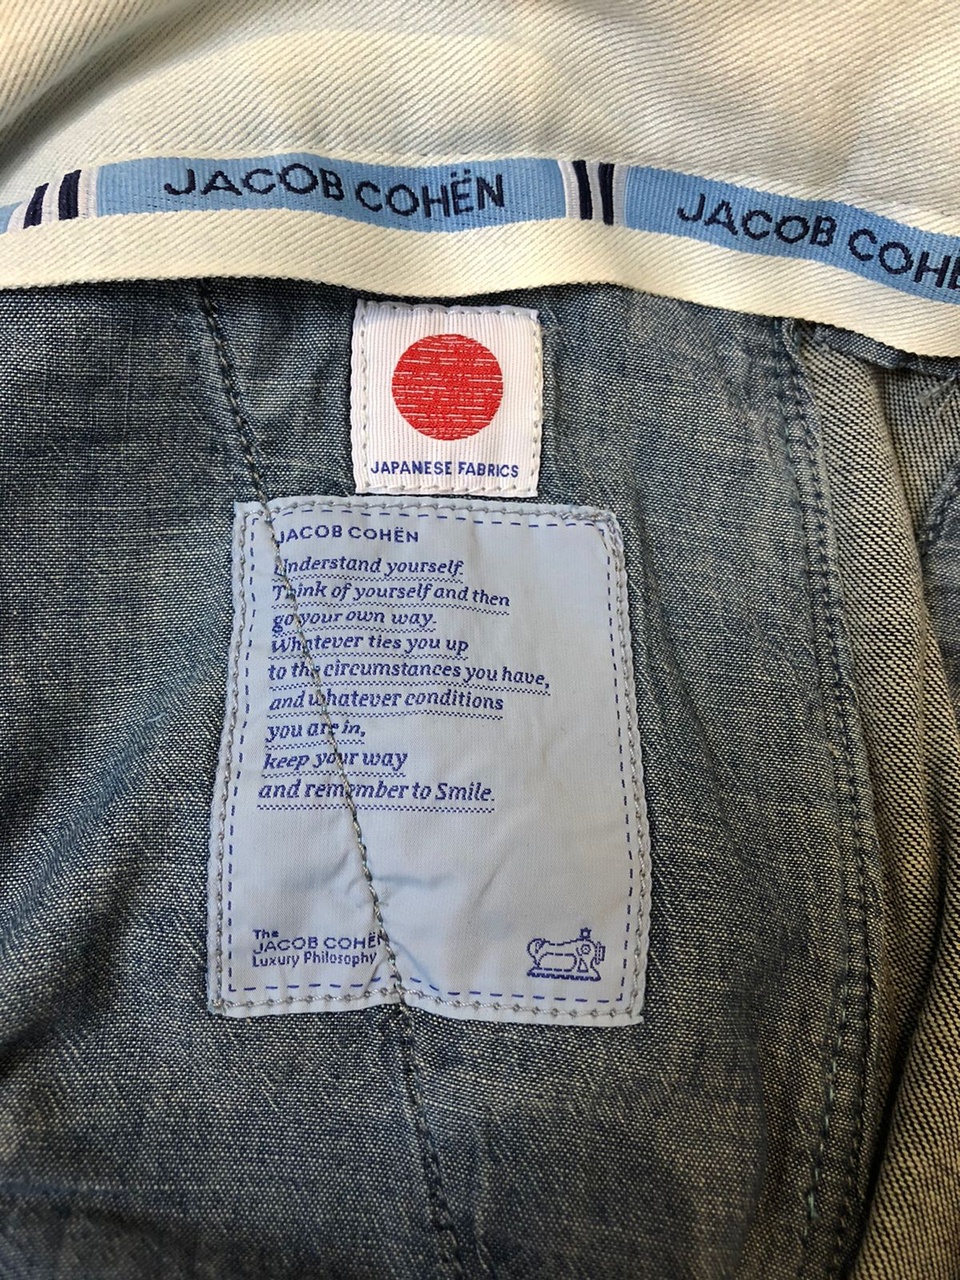 JACOB COHËN
JACOB COHË
JAPANESE FABRICS
JACOB COHËN
Understand yourself
Think of yourself and then
go your own way.
Whatever ties you up
to the circumstances you have,
and whatever conditions
you are in,
keep your way
and remember to Smile.
The
JACOB COHËN
Luxury Philosophy